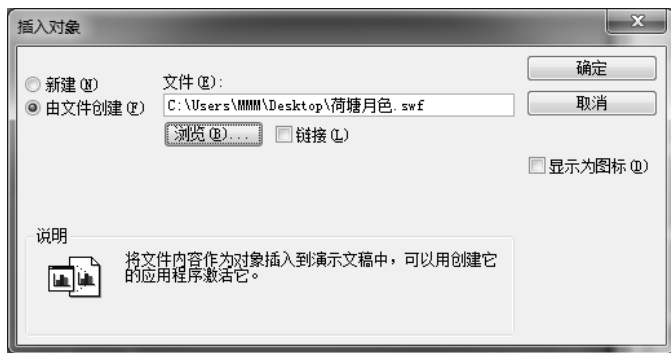 插入对象
新建(N)
文件(E):
确定
由文件创建(F)
C:\Users\MMM\Desktop\荷塘月色.swf
取消
浏览(B)...
链接(L)
显示为图标(D)
说明
将文件内容作为对象插入到演示文稿中，可以用创建它
的应用程序激活它。